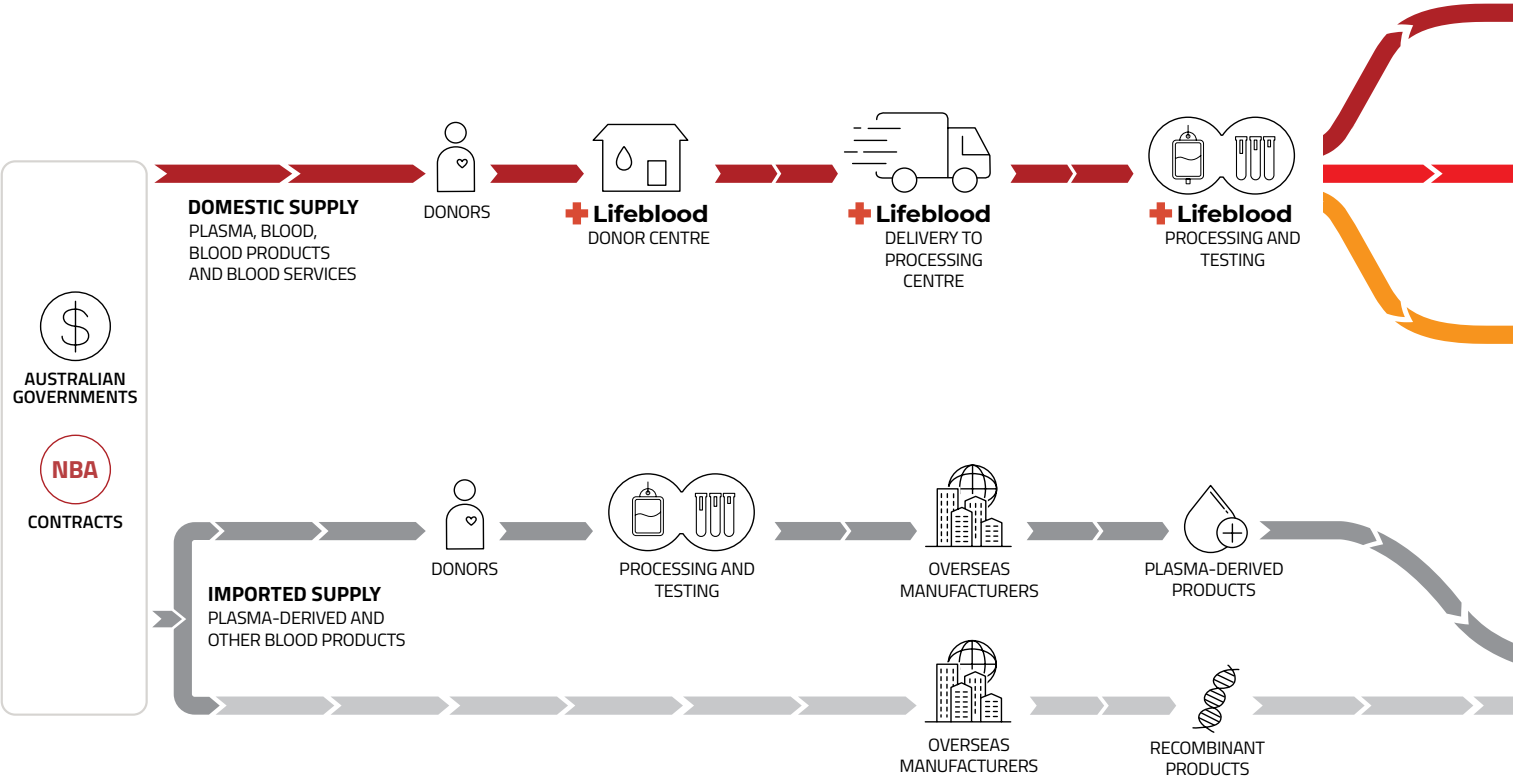 AUSTRALIAN
GOVERNMENTS
NBA
CONTRACTS
DOMESTIC SUPPLY
PLASMA, BLOOD,
BLOOD PRODUCTS
AND BLOOD SERVICES
DONORS
Lifeblood
DONOR CENTRE
Lifeblood
DELIVERY TO
PROCESSING
CENTRE
Lifeblood
PROCESSING AND
TESTING
IMPORTED SUPPLY
PLASMA-DERIVED AND
OTHER BLOOD PRODUCTS
DONORS
PROCESSING AND
TESTING
OVERSEAS
MANUFACTURERS
PLASMA-DERIVED
PRODUCTS
OVERSEAS
MANUFACTURERS
RECOMBINANT
PRODUCTS